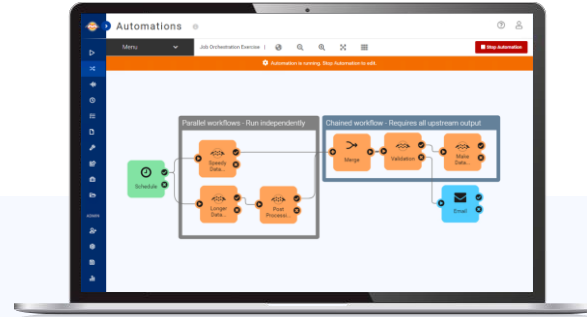 Automations
Menu
Job Orchestration Exercise |
Stop Automation
Automation is running. Stop Automation to edit.
Parallel workflows - Run independently
Chained workflow - Requires all upstream output
Schedule
Speedy
Data...
Longer
Data...
Post
Processi...
Merge
Validation
Make
Data...
Email
ADMIN